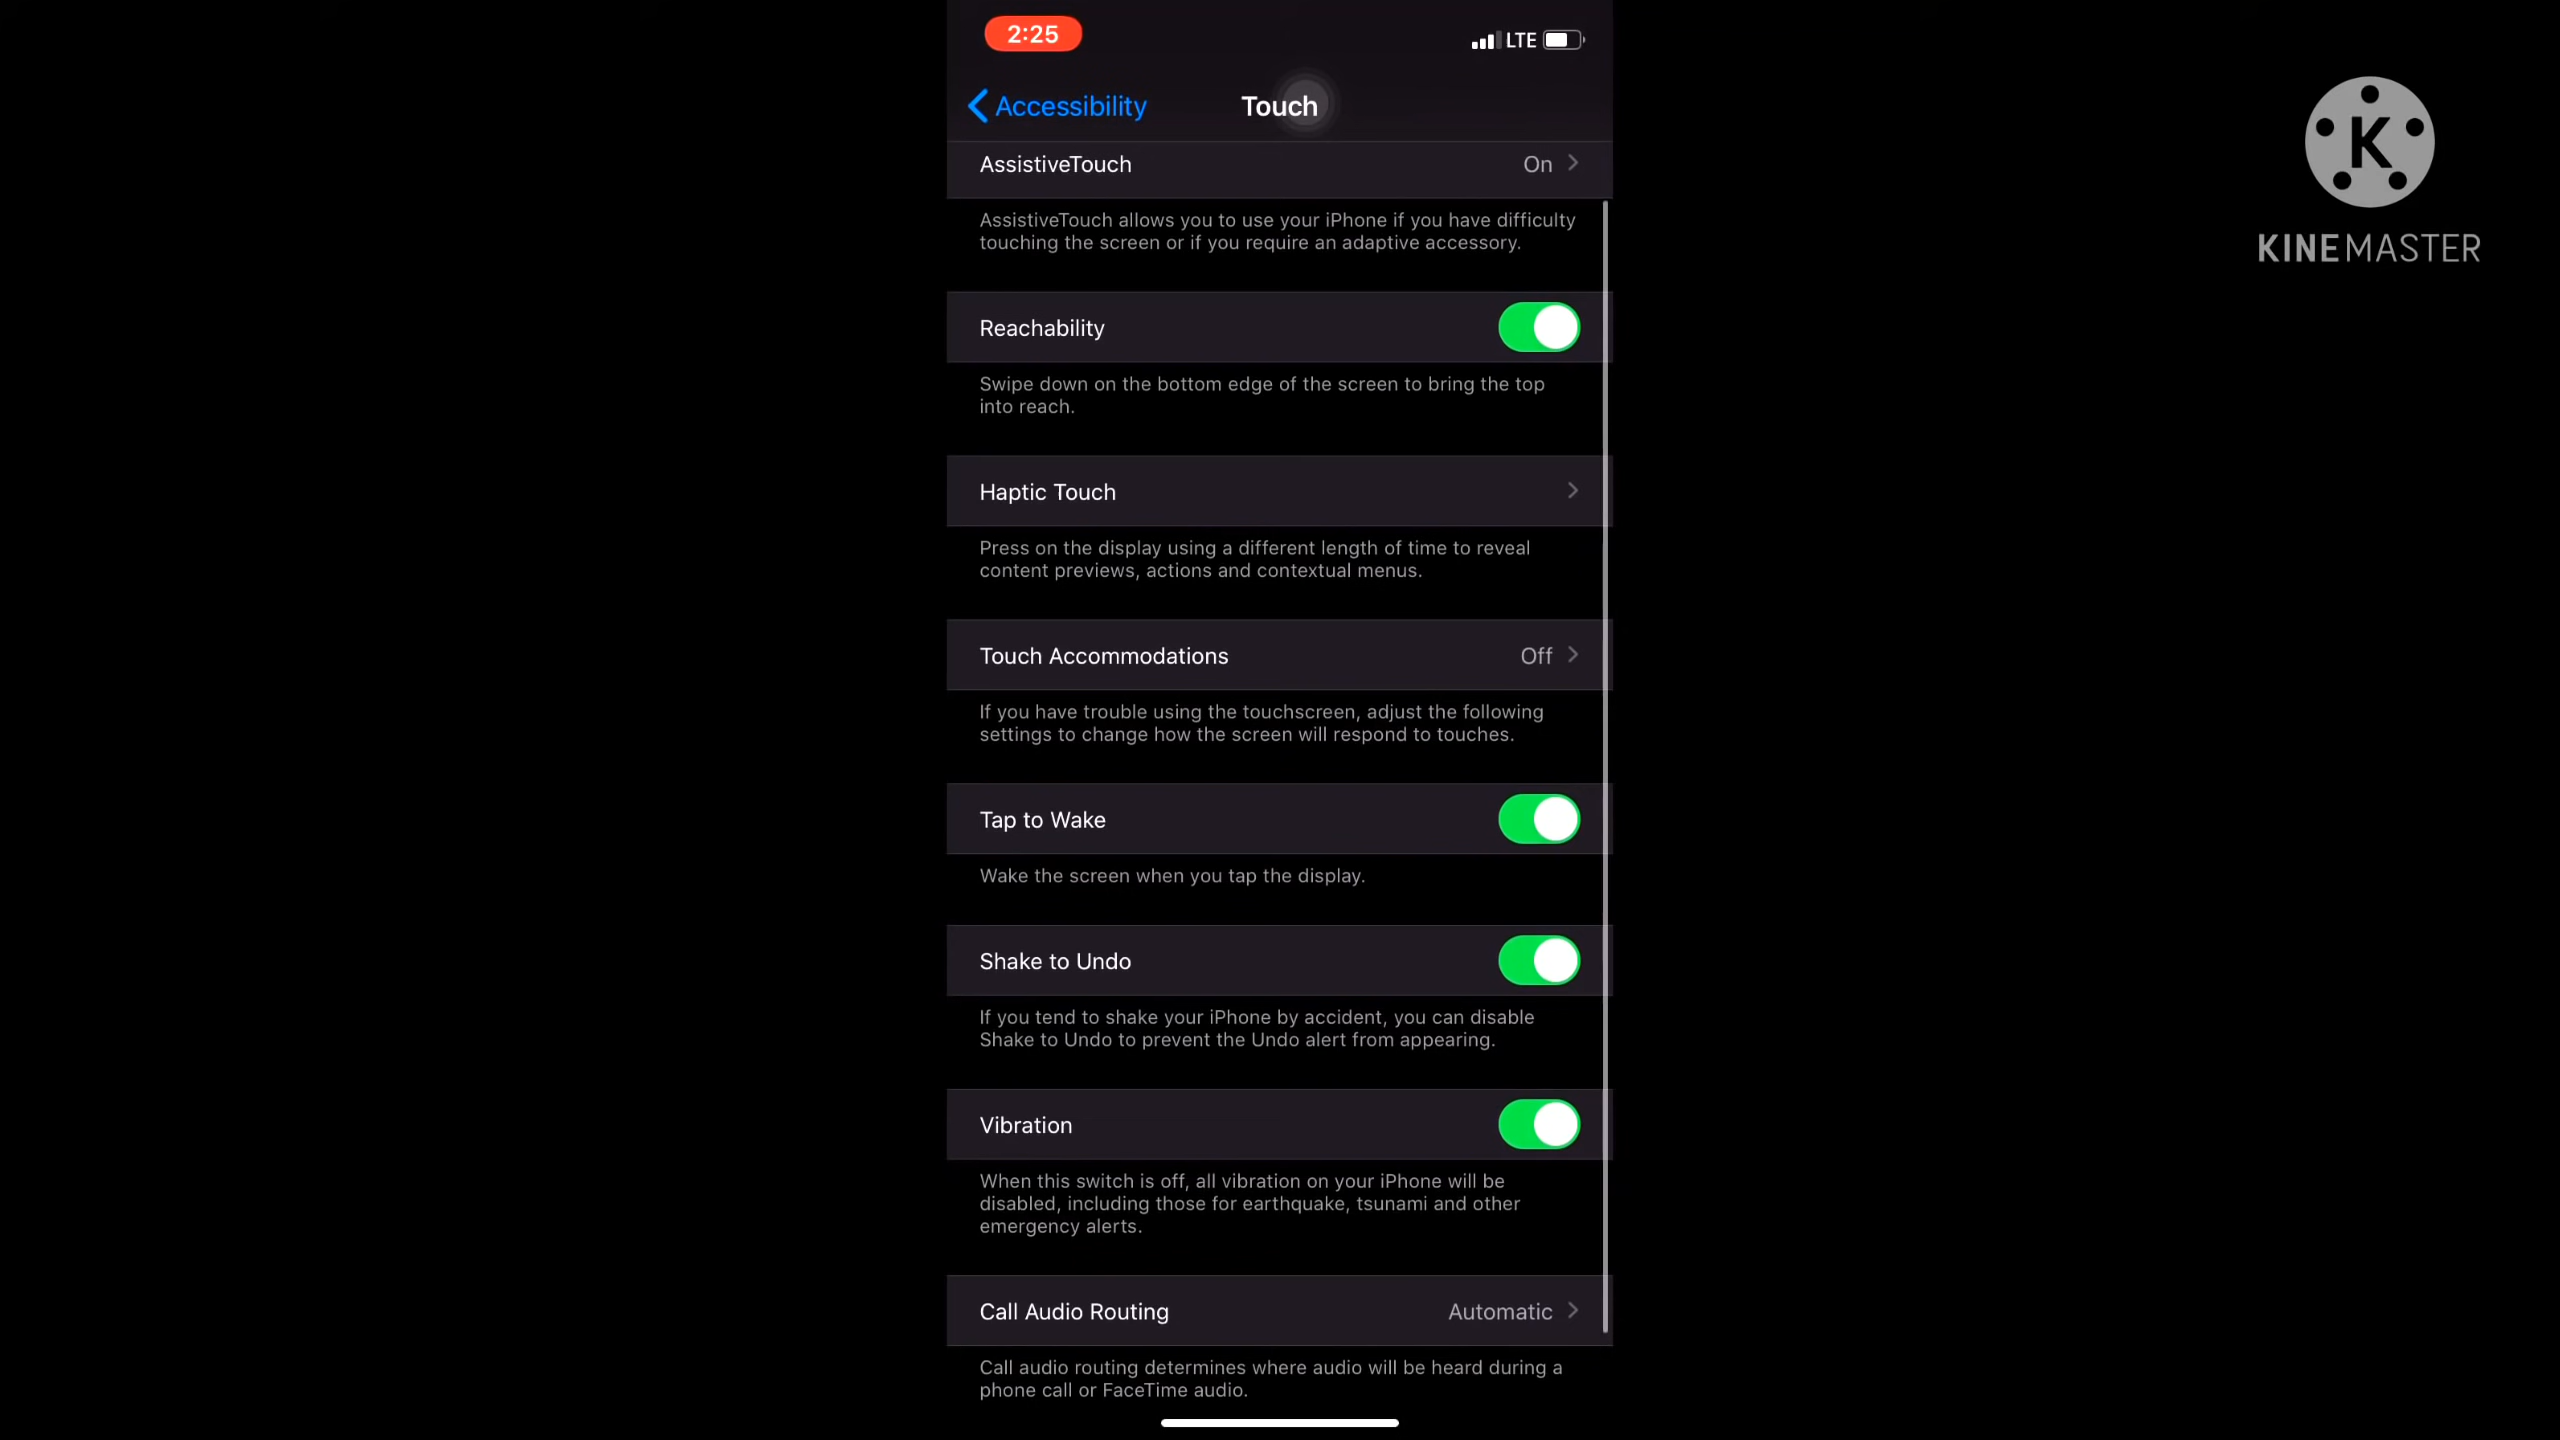 2:25
LTE
Accessibility
Touch
AssistiveTouch On
AssistiveTouch allows you to use your iPhone if you have difficulty
touching the screen or if you require an adaptive accessory.
Reachability
Swipe down on the bottom edge of the screen to bring the top
into reach.
Haptic Touch
Press on the display using a different length of time to reveal
content previews, actions and contextual menus.
Touch Accommodations Off
If you have trouble using the touchscreen, adjust the following
settings to change how the screen will respond to touches.
Tap to Wake
Wake the screen when you tap the display.
Shake to Undo
If you tend to shake your iPhone by accident, you can disable
Shake to Undo to prevent the Undo alert from appearing.
Vibration
When this switch is off, all vibration on your iPhone will be
disabled, including those for earthquake, tsunami and other
emergency alerts.
Call Audio Routing Automatic
Call audio routing determines where audio will be heard during a
phone call or FaceTime audio.
K
KINEMASTER